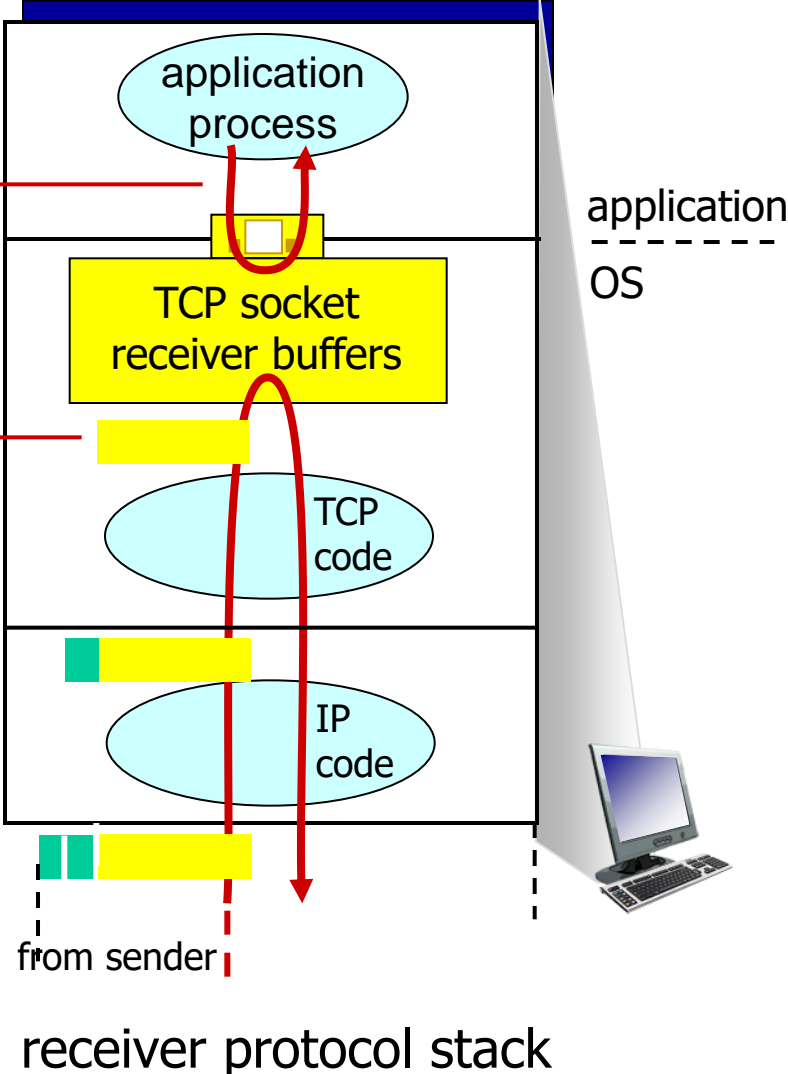 application
process
application
OS
TCP socket
receiver buffers
TCP
code
IP
code
from sender
receiver protocol stack